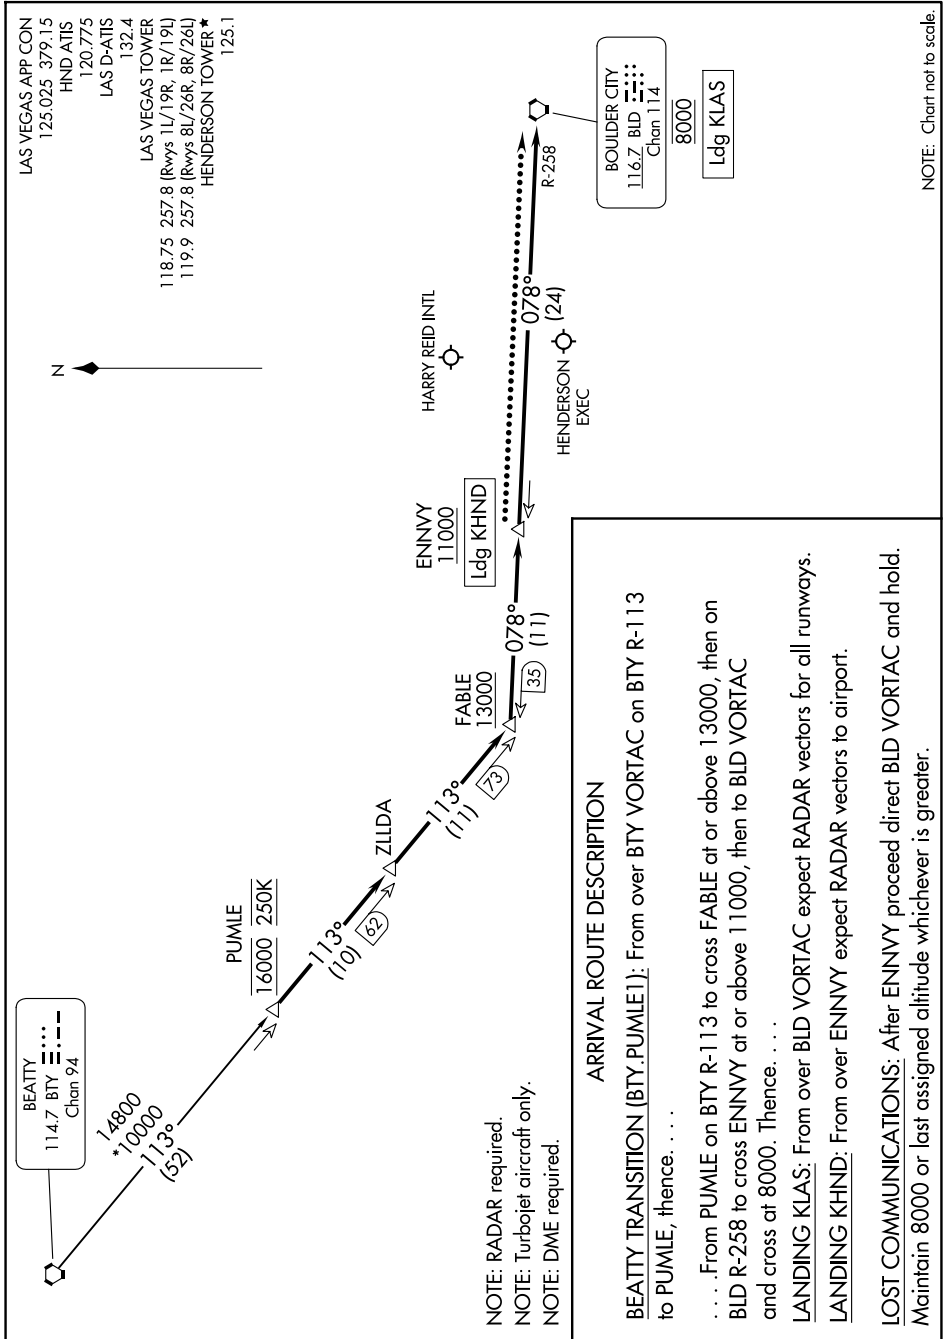 LAS VEGAS APP CON
125.025 379.15
HND ATIS
120.775
LAS D-ATIS
132.4
LAS VEGAS TOWER
118.75 257.8 (Rwys 1L/19R, 1R/19L)
119.9 257.8 (Rwys 8L/26R, 8R/26L)
HENDERSON TOWER ★
125.1
N
BEATTY
114.7 BTY
Chan 94
14800
*10000
113°
(52)
PUMLE
16000 250K
113°
(10)
62
ZLLDA
113°
(11)
73
FABLE
13000
35
078°
(11)
ENNVY
11000
Ldg KHND
HARRY REID INTL
HENDERSON
EXEC
078°
(24)
R-258
BOULDER CITY
116.7 BLD
Chan 114
8000
Ldg KLAS
NOTE: RADAR required.
NOTE: Turbojet aircraft only.
NOTE: DME required.
NOTE: Chart not to scale.
ARRIVAL ROUTE DESCRIPTION
BEATTY TRANSITION (BTY.PUMLE1): From over BTY VORTAC on BTY R-113
to PUMLE, thence. . . .
. . . .From PUMLE on BTY R-113 to cross FABLE at or above 13000, then on
BLD R-258 to cross ENNVY at or above 11000, then to BLD VORTAC
and cross at 8000. Thence. . . .
LANDING KLAS: From over BLD VORTAC expect RADAR vectors for all runways.
LANDING KHND: From over ENNVY expect RADAR vectors to airport.
LOST COMMUNICATIONS: After ENNVY proceed direct BLD VORTAC and hold.
Maintain 8000 or last assigned altitude whichever is greater.